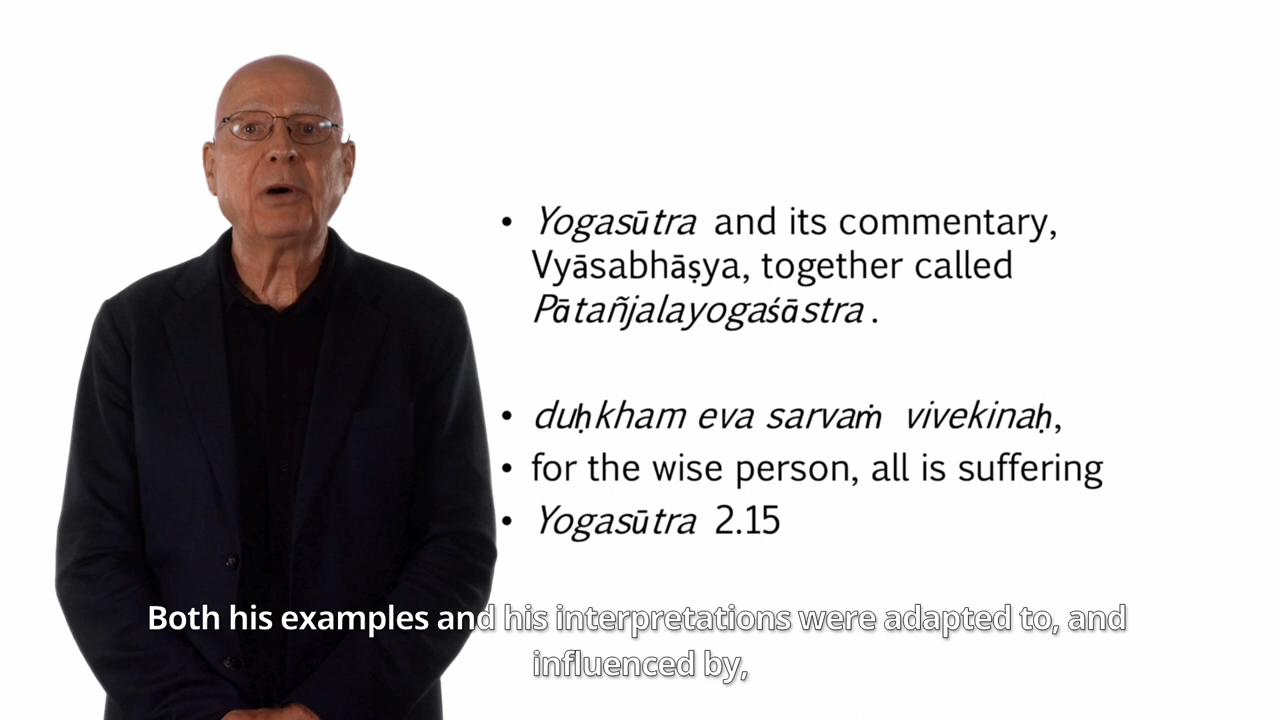 • Yogasūtra and its commentary,
Vyāsabhāṣya, together called
Pātañjalayogaśāstra .
• duḥkham eva sarvaṁ vivekinaḥ,
• for the wise person, all is suffering
• Yogasūtra 2.15
Both his examples and his interpretations were adapted to, and
influenced by,